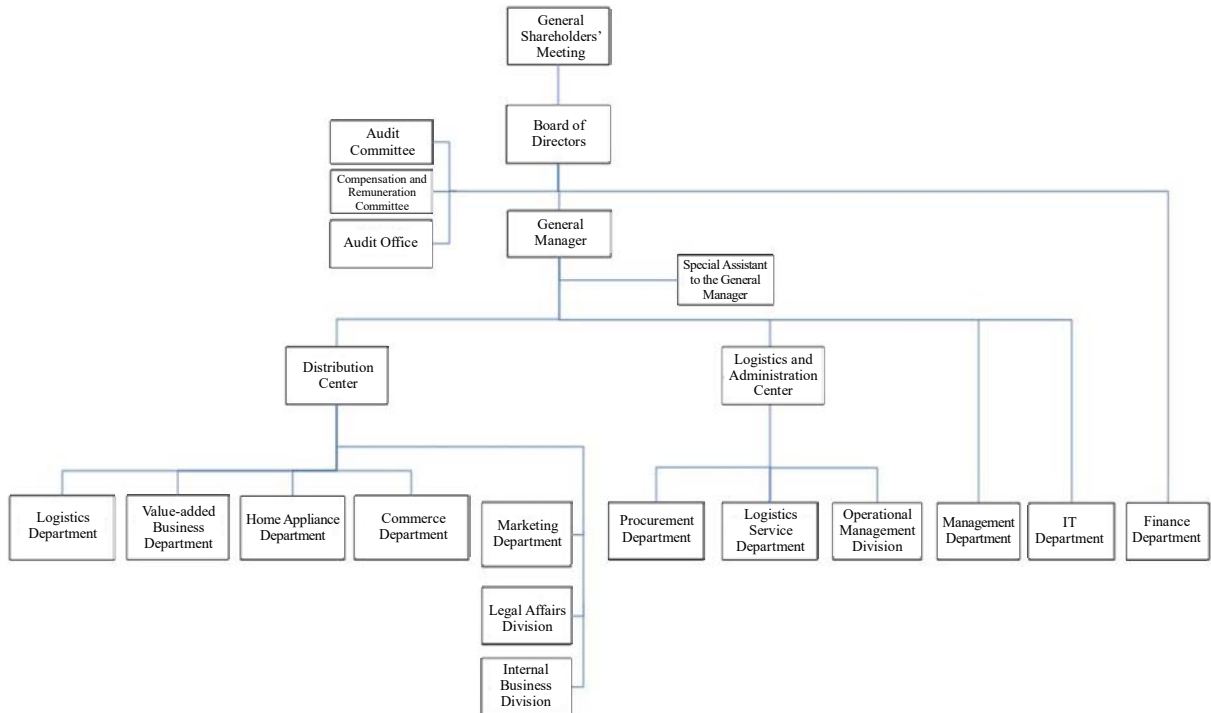 General
Shareholders’
Meeting
Board of
Directors
Audit
Committee
Compensation and
Remuneration
Committee
Audit Office
General
Manager
Special Assistant
to the General
Manager
Distribution
Center
Logistics and
Administration
Center
Logistics
Department
Value-added
Business
Department
Home Appliance
Department
Commerce
Department
Marketing
Department
Legal Affairs
Division
Internal
Business
Division
Procurement
Department
Logistics
Service
Department
Operational
Management
Division
Management
Department
IT
Department
Finance
Department